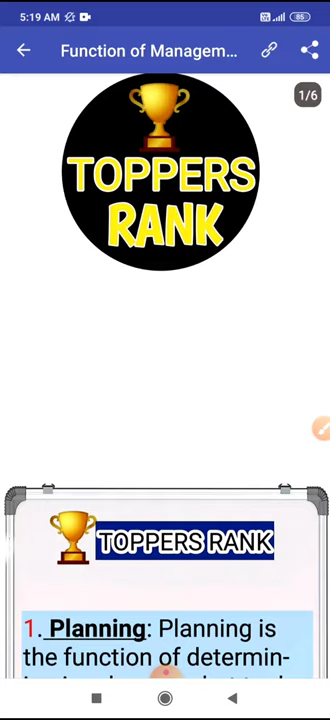 5:19 AM
85
Function of Managem...
1/6
TOPPERS
RANK
TOPPERS RANK
1. Planning: Planning is
the function of determin-